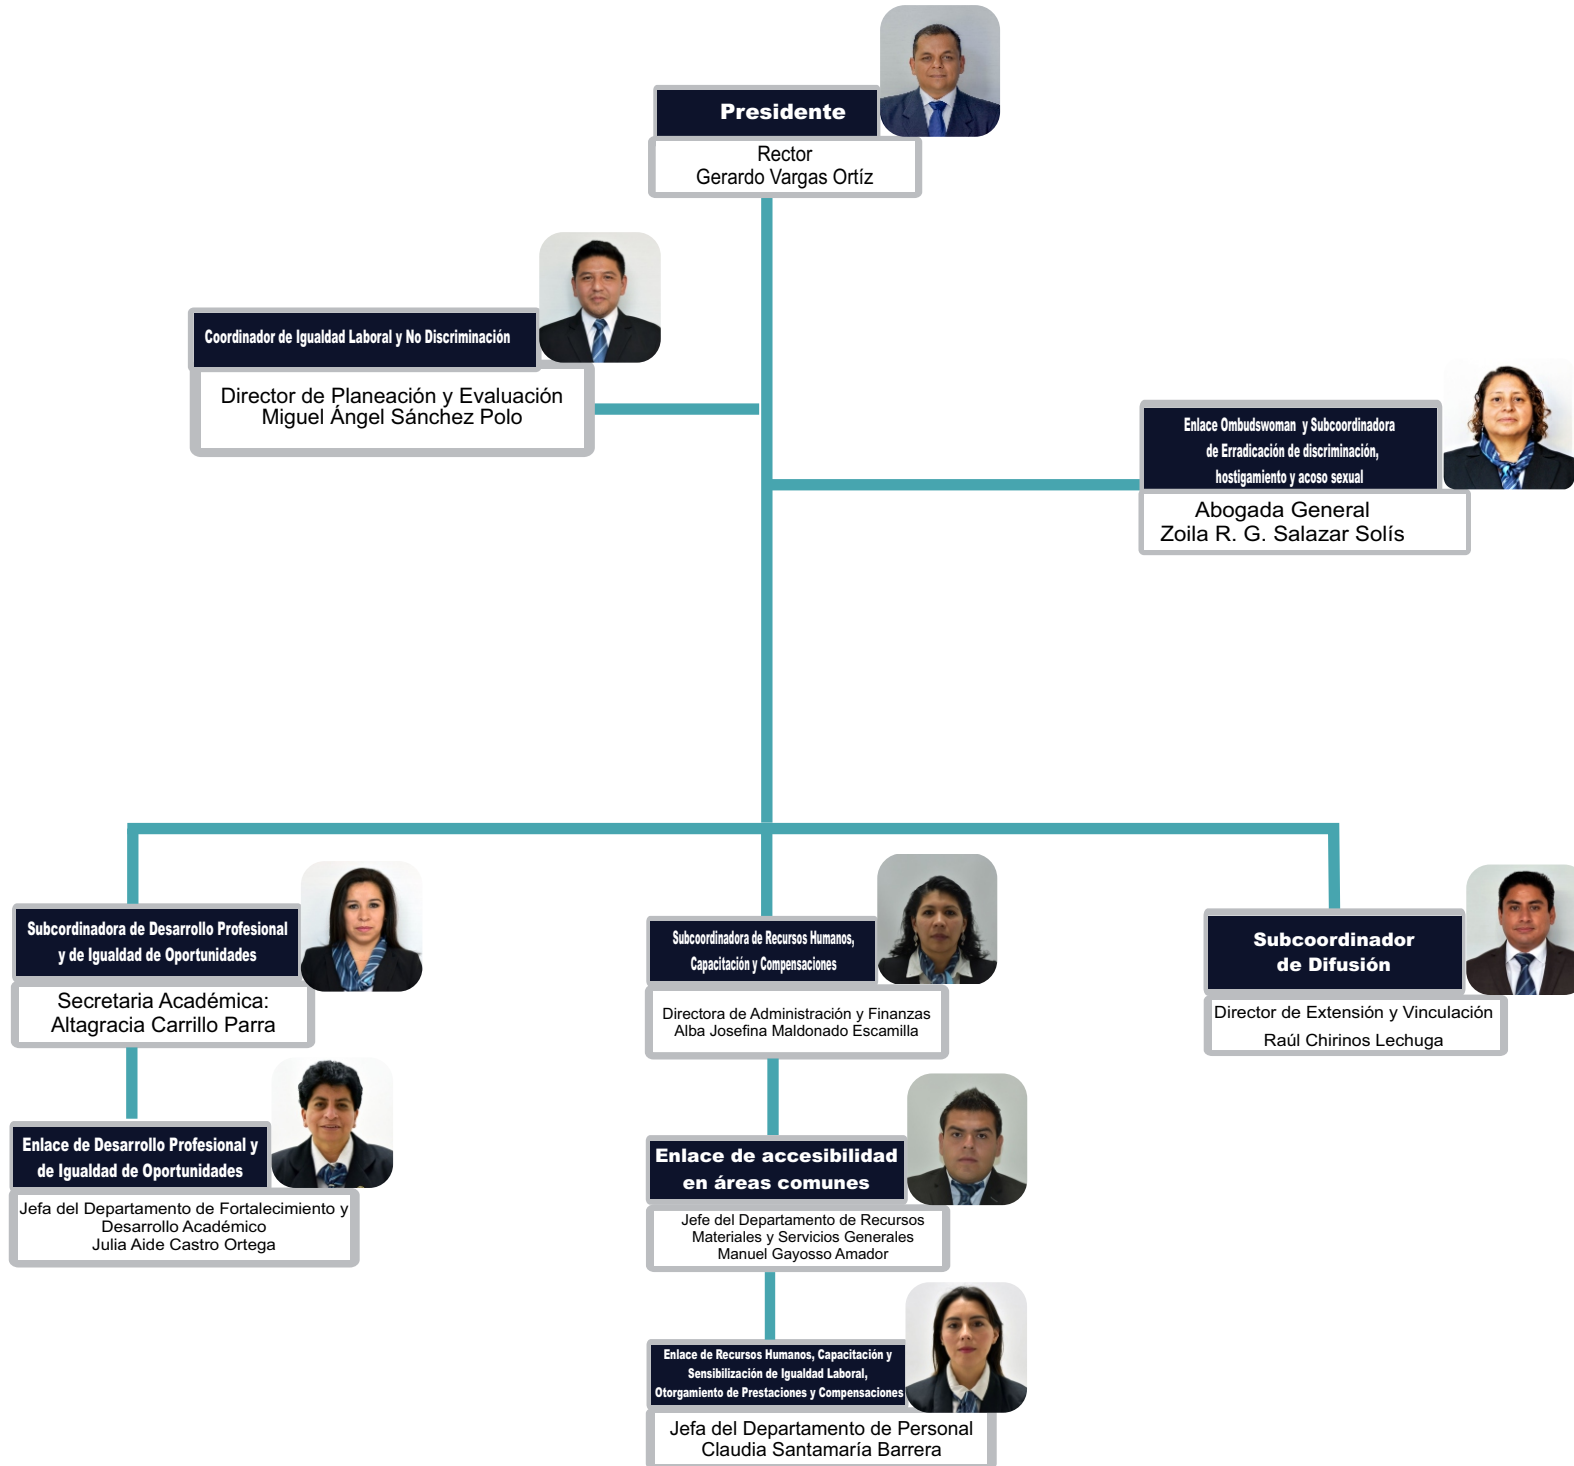 Presidente
Rector
Gerardo Vargas Ortíz
Coordinador de Igualdad Laboral y No Discriminación
Director de Planeación y Evaluación
Miguel Ángel Sánchez Polo
Enlace Ombudswoman y Subcoordinadora
de Erradicación de discriminación,
hostigamiento y acoso sexual
Abogada General
Zoila R. G. Salazar Solís
Subcordinadora de Desarrollo Profesional
y de Igualdad de Oportunidades
Secretaria Académica:
Altagracia Carrillo Parra
Enlace de Desarrollo Profesional y
de Igualdad de Oportunidades
Jefa del Departamento de Fortalecimiento y
Desarrollo Académico
Julia Aide Castro Ortega
Subcoordinadora de Recursos Humanos,
Capacitación y Compensaciones
Directora de Administración y Finanzas
Alba Josefina Maldonado Escamilla
Enlace de accesibilidad
en áreas comunes
Jefe del Departamento de Recursos
Materiales y Servicios Generales
Manuel Gayosso Amador
Enlace de Recursos Humanos, Capacitación y
Sensibilización de Igualdad Laboral,
Otorgamiento de Prestaciones y Compensaciones
Jefa del Departamento de Personal
Claudia Santamaría Barrera
Subcoordinador
de Difusión
Director de Extensión y Vinculación
Raúl Chirinos Lechuga